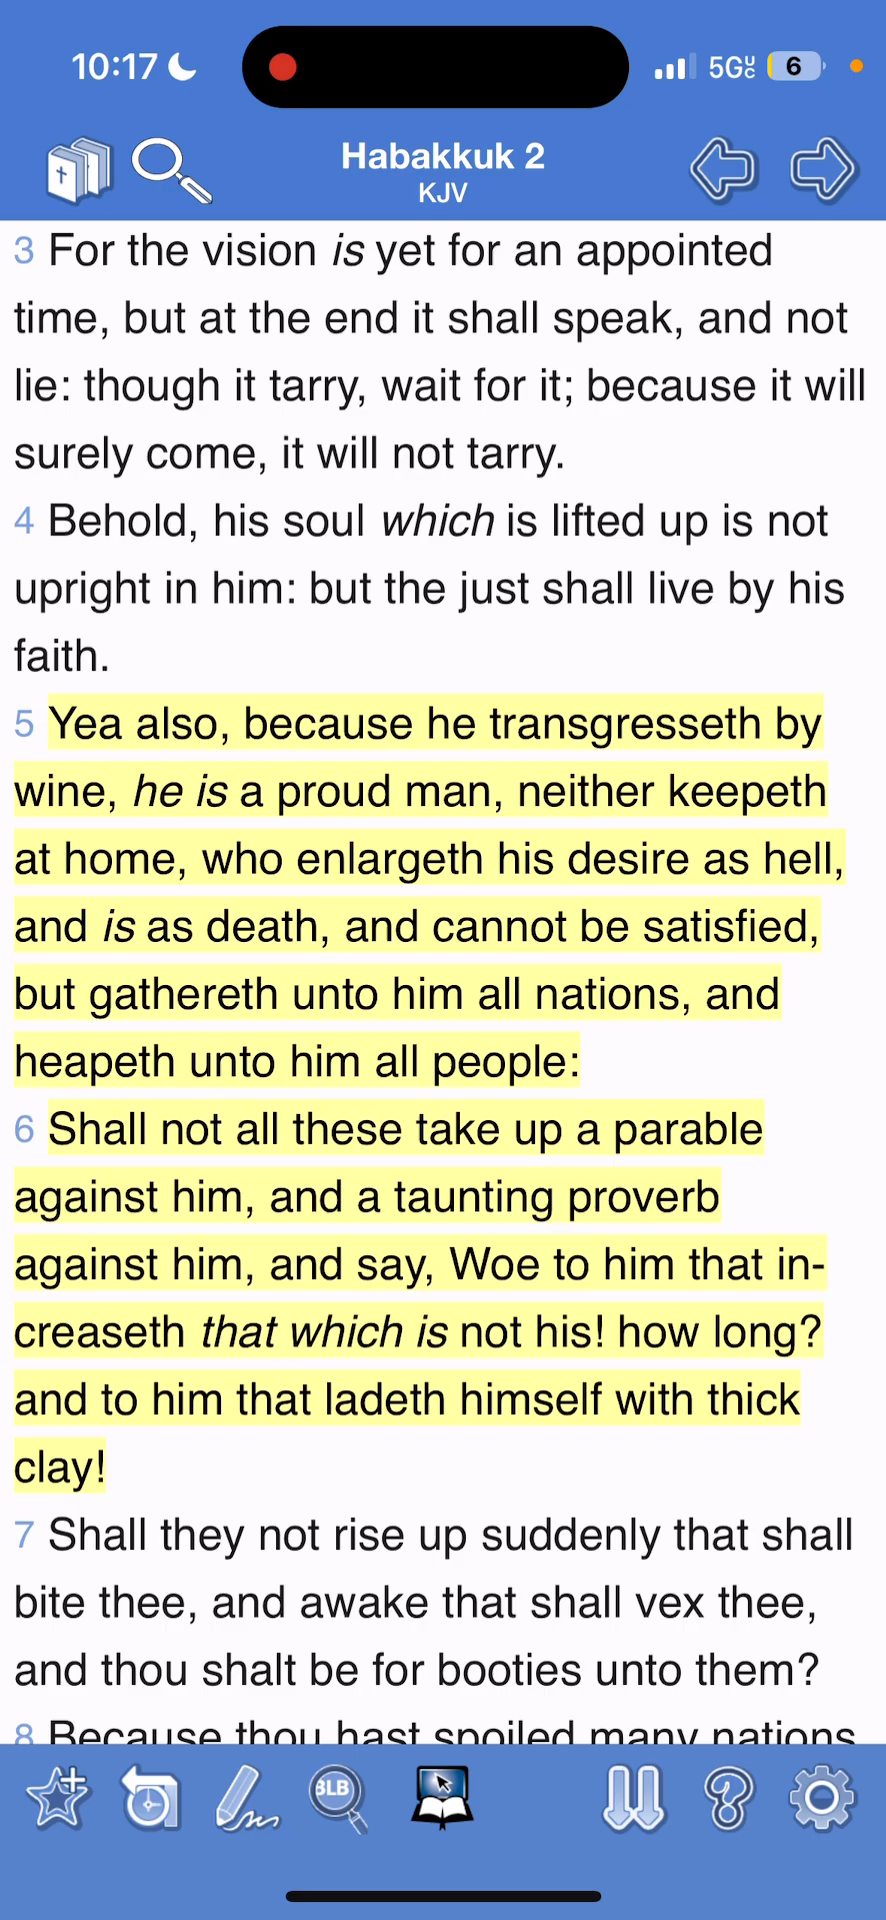 10:17
5G UC
6
Habakkuk 2
KJV
3 For the vision is yet for an appointed
time, but at the end it shall speak, and not
lie: though it tarry, wait for it; because it will
surely come, it will not tarry.
4 Behold, his soul which is lifted up is not
upright in him: but the just shall live by his
faith.
5 Yea also, because he transgresseth by
wine, he is a proud man, neither keepeth
at home, who enlargeth his desire as hell,
and is as death, and cannot be satisfied,
but gathereth unto him all nations, and
heapeth unto him all people:
6 Shall not all these take up a parable
against him, and a taunting proverb
against him, and say, Woe to him that in-
creaseth that which is not his! how long?
and to him that ladeth himself with thick
clay!
7 Shall they not rise up suddenly that shall
bite thee, and awake that shall vex thee,
and thou shalt be for booties unto them?
8 Because thou hast spoiled many nations
BLB